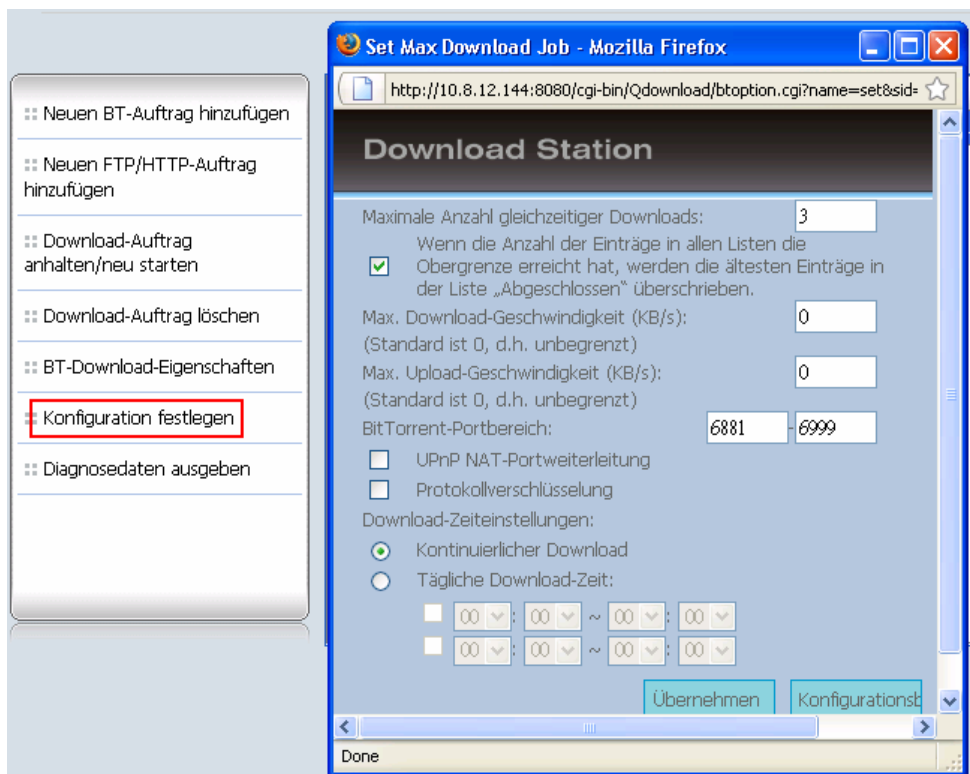 Neuen BT-Auftrag hinzufügen
Neuen FTP/HTTP-Auftrag
hinzufügen
Download-Auftrag
anhalten/neu starten
Download-Auftrag löschen
BT-Download-Eigenschaften
Konfiguration festlegen
Diagnosedaten ausgeben
Set Max Download Job - Mozilla Firefox
http://10.8.12.144:8080/cgi-bin/Qdownload/btoption.cgi?name=set&sid=
Download Station
Maximale Anzahl gleichzeitiger Downloads: 3
Wenn die Anzahl der Einträge in allen Listen die
Obergrenze erreicht hat, werden die ältesten Einträge in
der Liste „Abgeschlossen" überschrieben.
Max. Download-Geschwindigkeit (KB/s): 0
(Standard ist 0, d.h. unbegrenzt)
Max. Upload-Geschwindigkeit (KB/s): 0
(Standard ist 0, d.h. unbegrenzt)
BitTorrent-Portbereich: 6881 - 6999
UPnP NAT-Portweiterleitung
Protokollverschlüsselung
Download-Zeiteinstellungen:
Kontinuierlicher Download
Tägliche Download-Zeit:
00 : 00 ~ 00 : 00
00 : 00 ~ 00 : 00
Übernehmen Konfigurationsb
Done